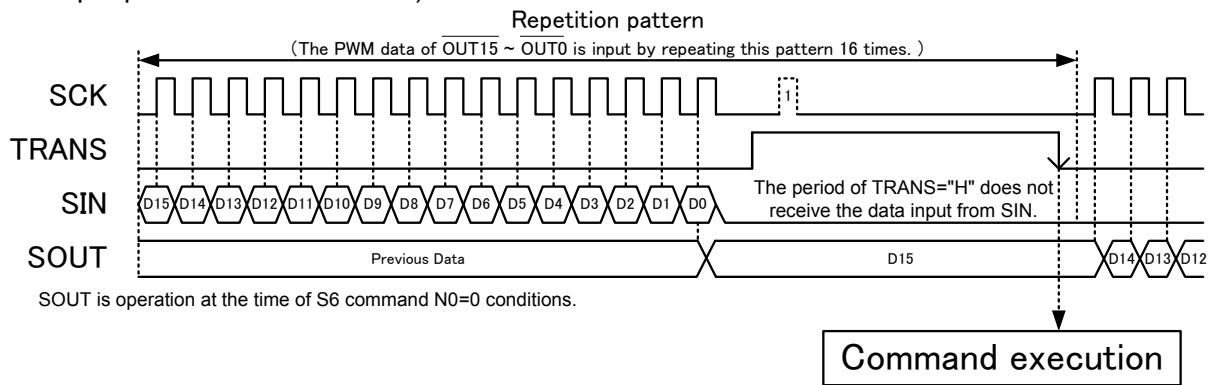 Repetition pattern
(The PWM data of OUT15 ~ OUT0 is input by repeating this pattern 16 times. )
SCK
1
TRANS
SIN
D15 D14 D13 D12 D11 D10 D9 D8 D7 D6 D5 D4 D3 D2 D1 D0
The period of TRANS="H" does not
receive the data input from SIN.
SOUT
Previous Data
D15
D14 D13 D12
SOUT is operation at the time of S6 command N0=0 conditions.
Command execution